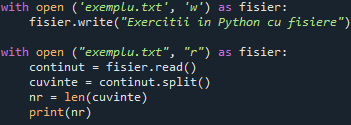 with open ('exemplu.txt', 'w') as fisier:
    fisier.write("Exercitii in Python cu fisiere")
with open ("exemplu.txt", "r") as fisier:
    continut = fisier.read()
    cuvinte = continut.split()
    nr = len(cuvinte)
    print(nr)